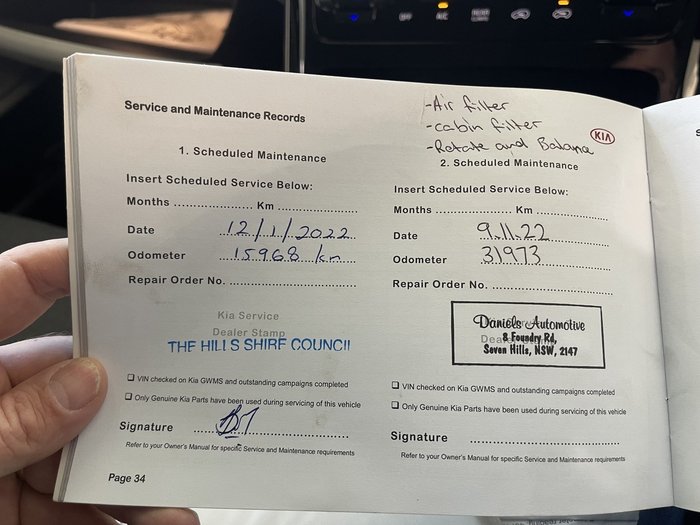 Service and Maintenance Records
1. Scheduled Maintenance
Insert Scheduled Service Below:
Months .................... Km ........................
Date 12/1/2022
Odometer 15968 km
Repair Order No. ..............................
Kia Service
Dealer Stamp
THE HILLS SHIRE COUNCIL
❑ VIN checked on Kia GWMS and outstanding campaigns completed
❑ Only Genuine Kia Parts have been used during servicing of this vehicle
Signature
Refer to your Owner's Manual for specific Service and Maintenance requirements
Page 34
-Air filter
-cabin filter
-Rotate and Balance
KIA
2. Scheduled Maintenance
Insert Scheduled Service Below:
Months .................... Km ....................
Date 9.11.22
Odometer 31973
Repair Order No. ..............................
Daniels Automotive
8 Foundry Rd,
Seven Hills, NSW, 2147
❑ VIN checked on Kia GWMS and outstanding campaigns completed
❑ Only Genuine Kia Parts have been used during servicing of this vehicle
Signature ........................................
Refer to your Owner's Manual for specific Service and Maintenance requirements
OFF
A/C